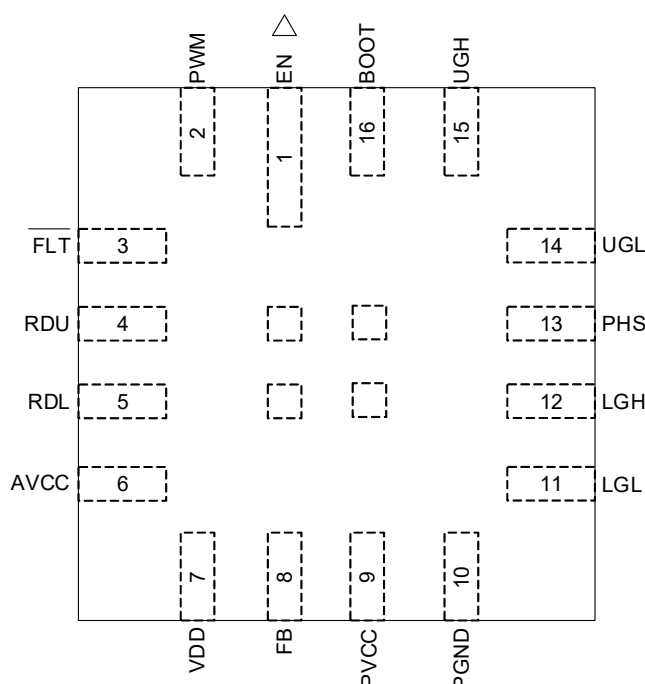 PWM
EN
BOOT
UGH
2
1
16
15
FLT
3
14
UGL
RDU
4
13
PHS
RDL
5
12
LGH
AVCC
6
11
LGL
7
8
9
10
VDD
FB
PVCC
PGND